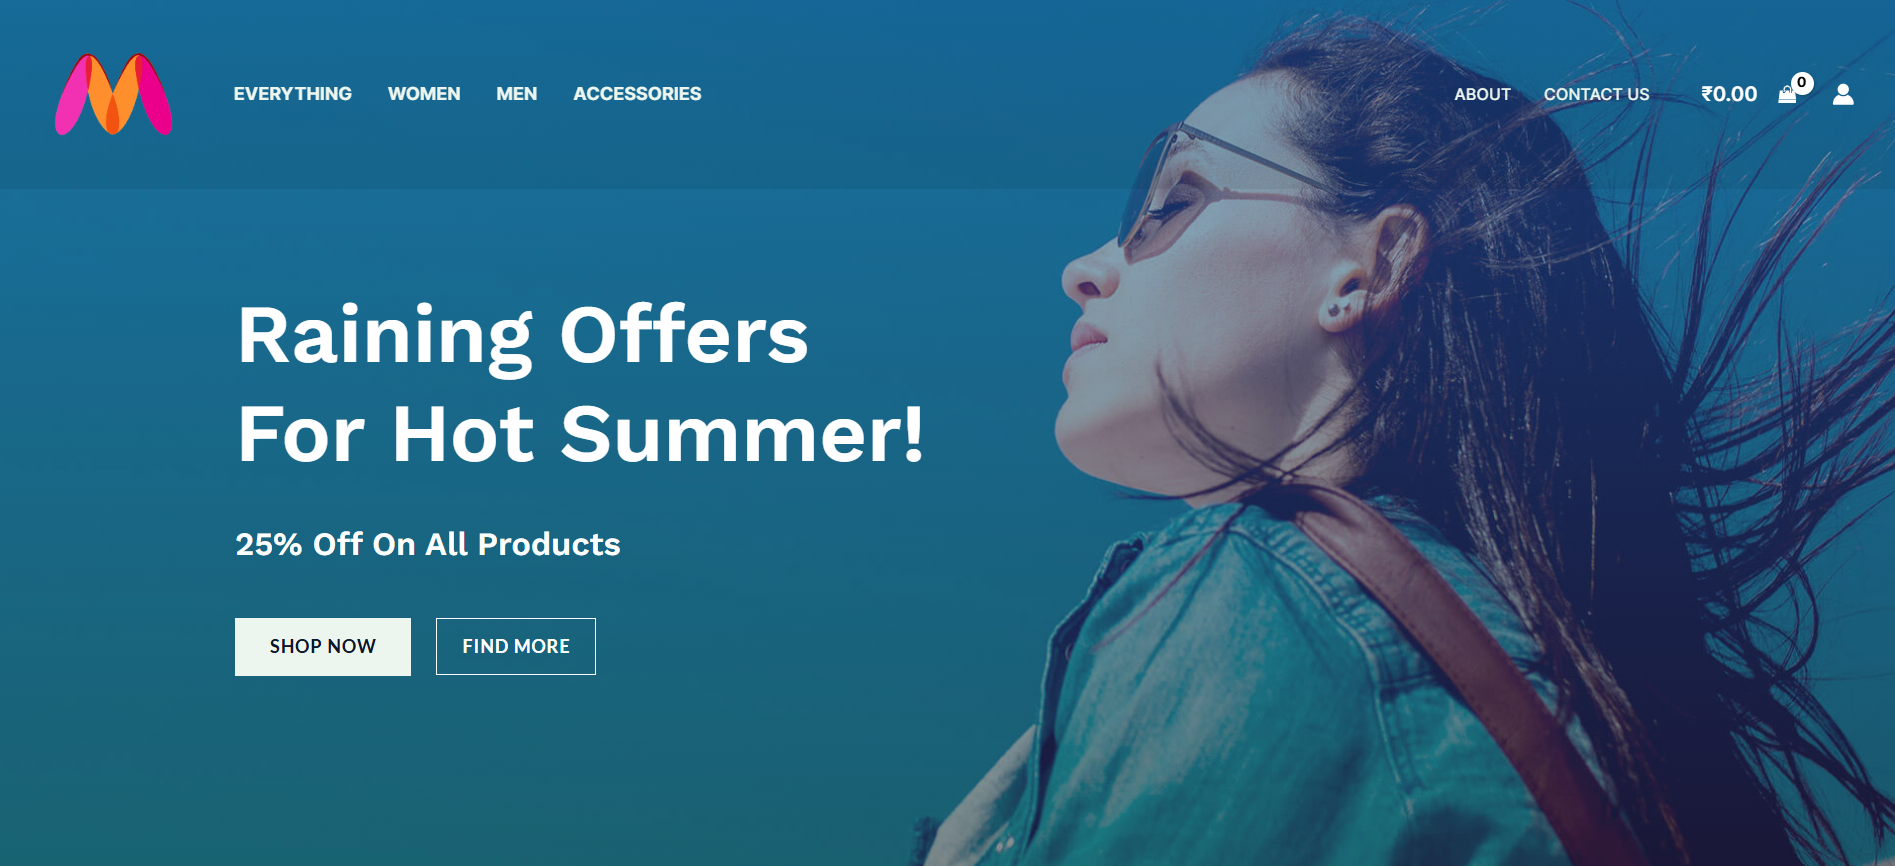 EVERYTHING WOMEN MEN ACCESSORIES ABOUT CONTACT US ₹0.00 0
Raining Offers
For Hot Summer!
25% Off On All Products
SHOP NOW FIND MORE